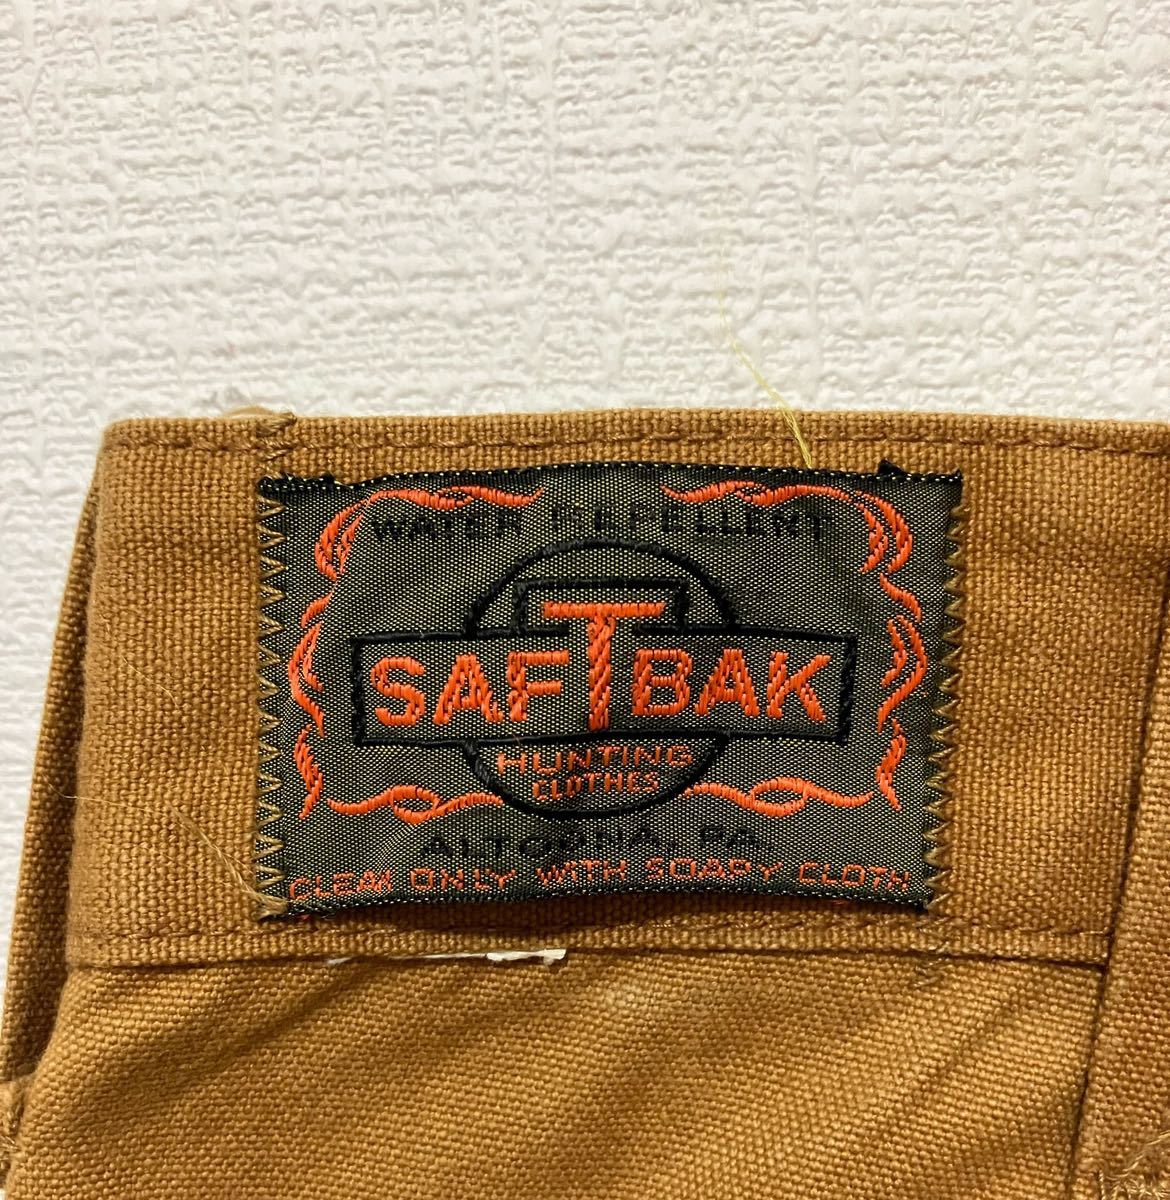 WATER REPELLENT
SAFTBAK
HUNTING
CLOTHES
ALTOONA, PA.
CLEAN ONLY WITH SOAPY CLOTH